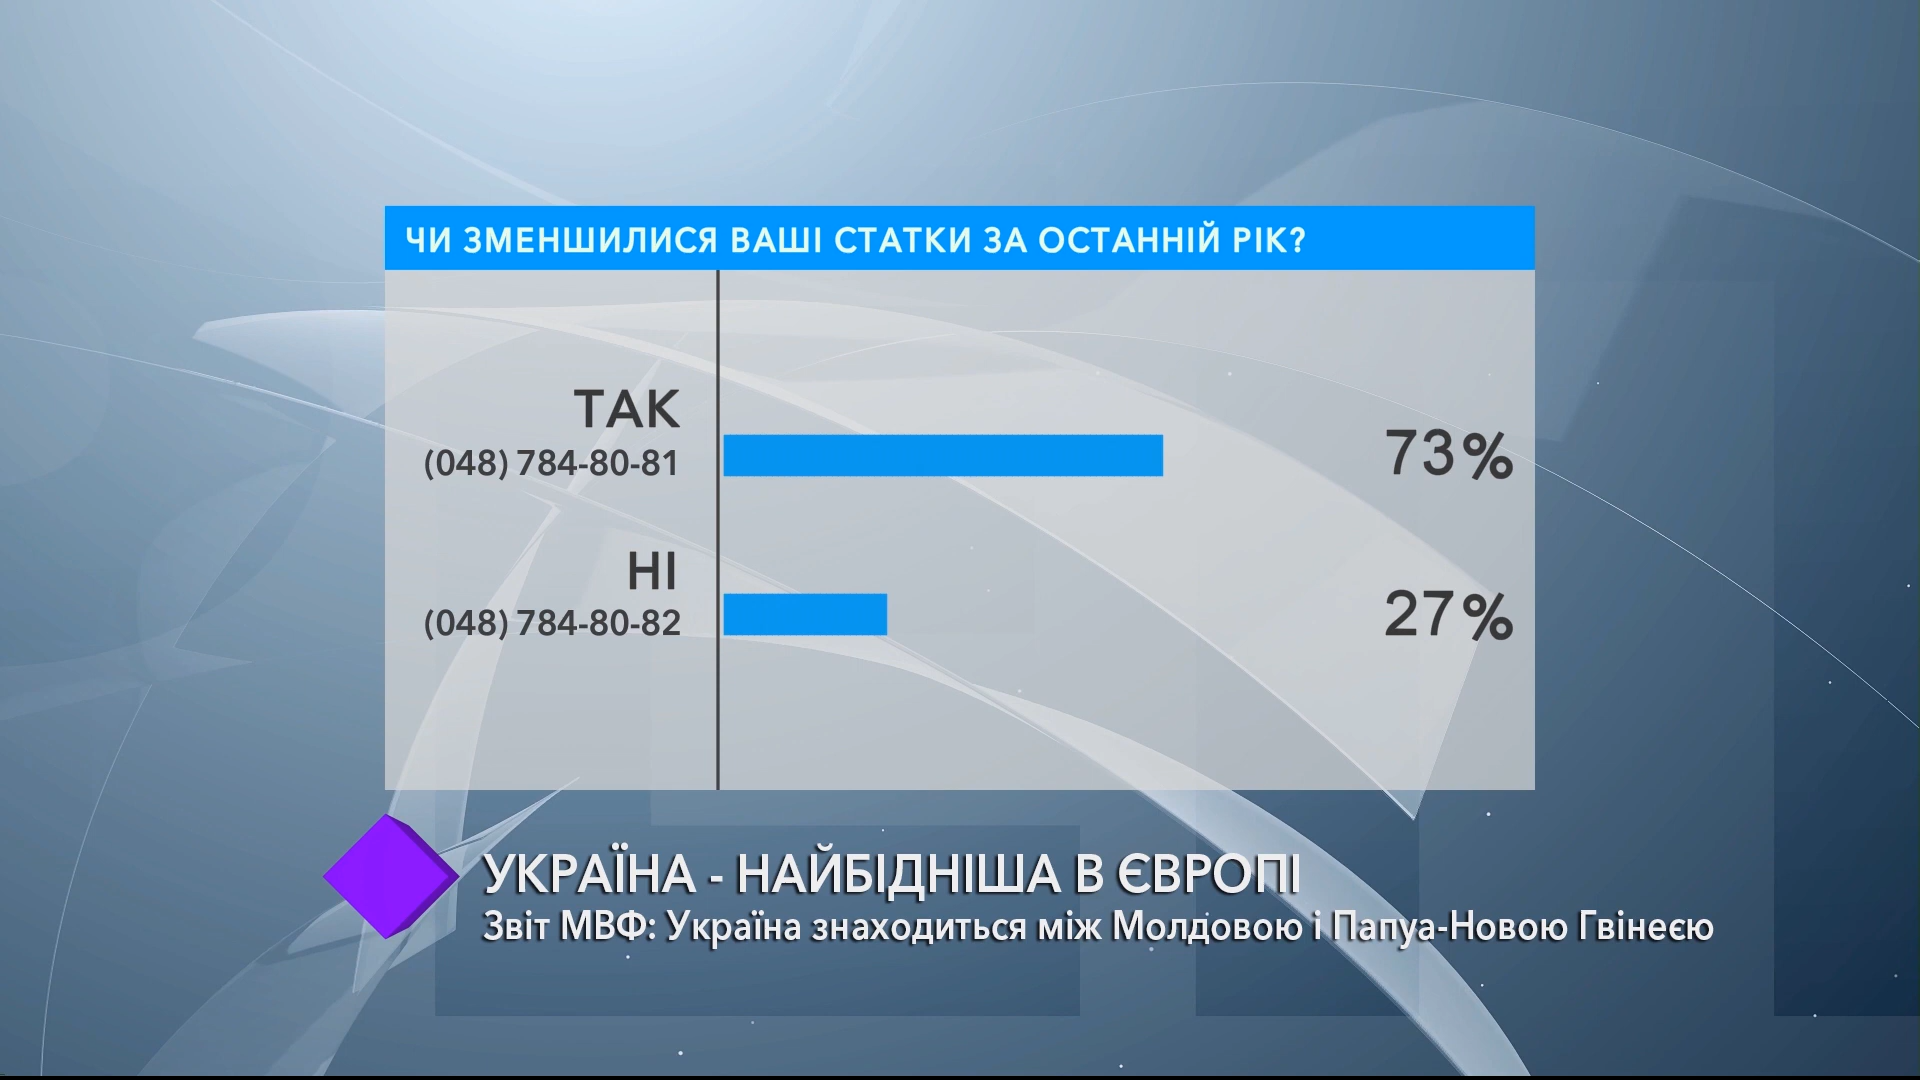 ЧИ ЗМЕНШИЛИСЯ ВАШІ СТАТКИ ЗА ОСТАННІЙ РІК?
ТАК
(048) 784-80-81
73%
НІ
(048) 784-80-82
27%
УКРАЇНА - НАЙБІДНІША В ЄВРОПІ
Звіт МВФ: Україна знаходиться між Молдовою і Папуа-Новою Гвінеєю